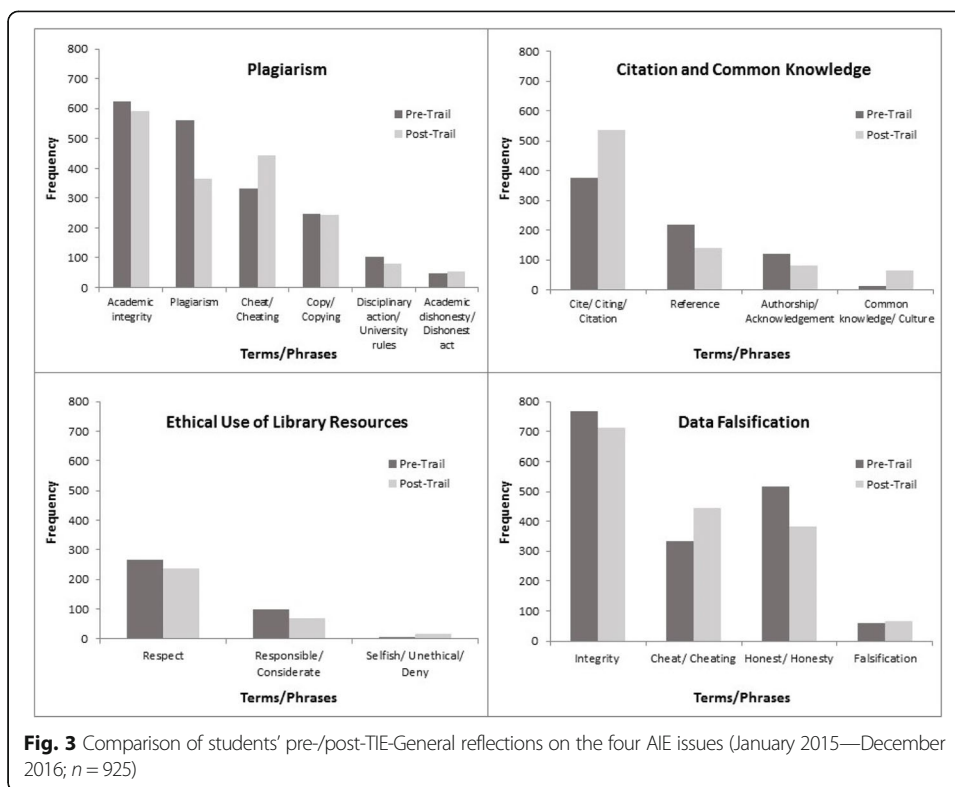 Plagiarism
800
700
600
500
400
300
200
100
0
Frequency
Pre-Trail
Post-Trail
Academic integrity
Plagiarism
Cheat/ Cheating
Copy/ Copying
Disciplinary action/ University rules
Academic dishonesty/ Dishonest act
Terms/Phrases
Citation and Common Knowledge
800
700
600
500
400
300
200
100
0
Frequency
Pre-Trail
Post-Trail
Cite/ Citing/ Citation
Reference
Authorship/ Acknowledgement
Common knowledge/ Culture
Terms/Phrases
Ethical Use of Library Resources
800
700
600
500
400
300
200
100
0
Frequency
Pre-Trail
Post-Trail
Respect
Responsible/ Considerate
Selfish/ Unethical/ Deny
Terms/Phrases
Data Falsification
800
700
600
500
400
300
200
100
0
Frequency
Pre-Trail
Post-Trail
Integrity
Cheat/ Cheating
Honest/ Honesty
Falsification
Terms/Phrases
Fig. 3 Comparison of students' pre-/post-TIE-General reflections on the four AIE issues (January 2015—December
2016; n = 925)